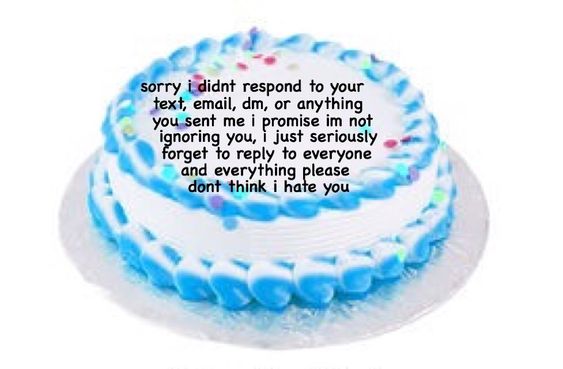 sorry i didnt respond to your
text, email, dm, or anything
you sent me i promise im not
ignoring you, i just seriously
forget to reply to everyone
and everything please
dont think i hate you